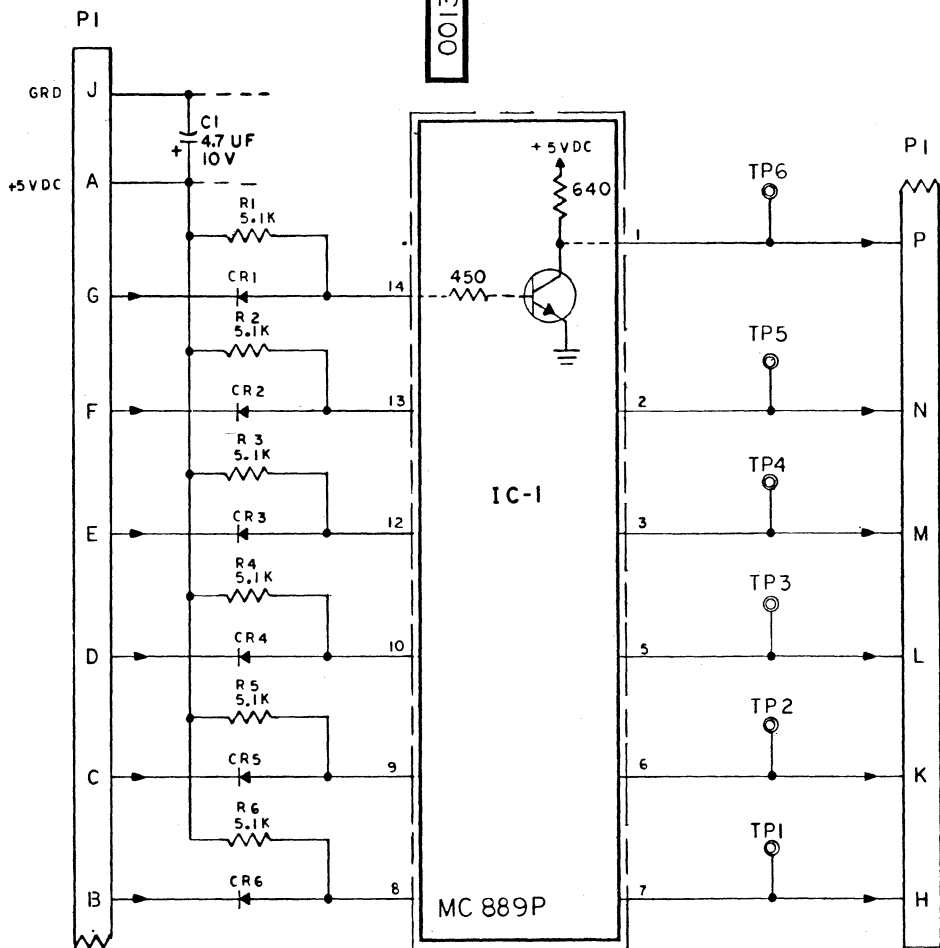 P1
0013
GRD J
C1
4.7 UF
+ 10 V
+5VDC A
+5VDC
640
P1
TP6
R1
5.1K
1
P
G
CR1
14
450
R2
5.1K
TP5
F
CR2
13
2
N
R3
5.1K
TP4
IC-1
E
CR3
12
3
M
R4
5.1K
TP3
D
CR4
10
5
L
R5
5.1K
TP2
C
CR5
9
6
K
R6
5.1K
TP1
B
CR6
8
7
H
MC 889P